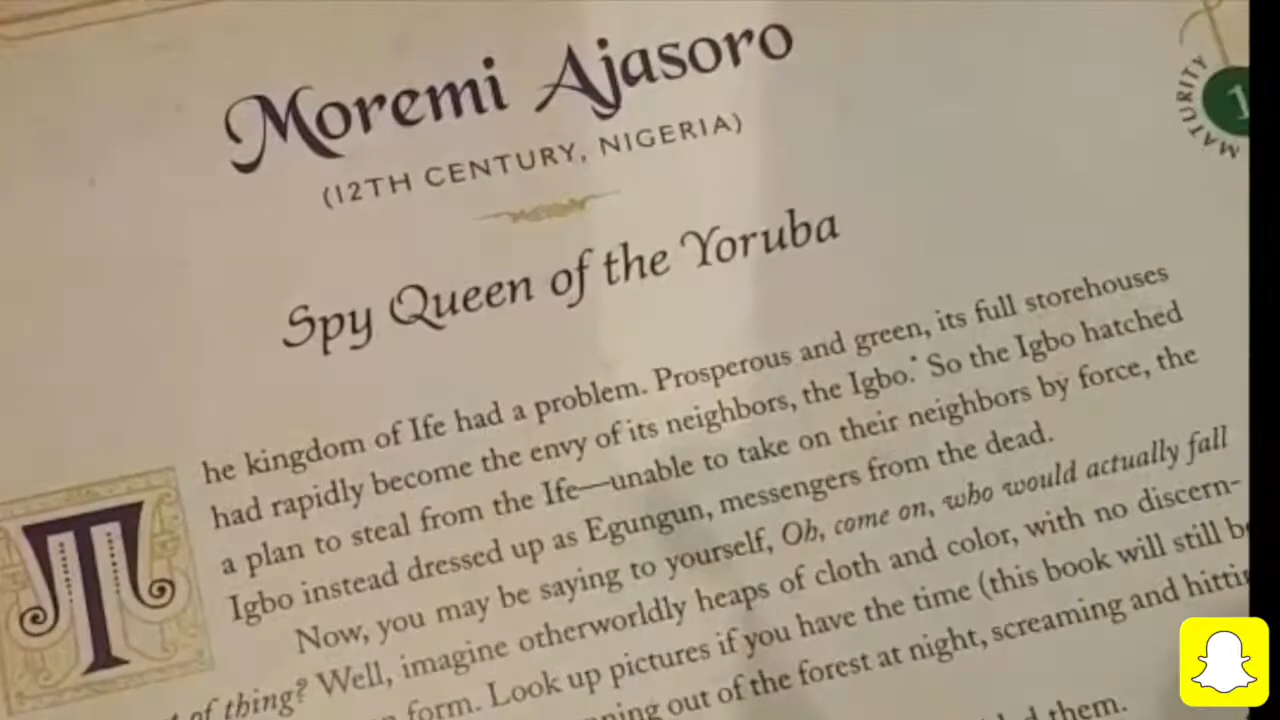 Moremi Ajasoro
(12TH CENTURY, NIGERIA)
MATURITY
1
Spy Queen of the Yoruba
The kingdom of Ife had a problem. Prosperous and green, its full storehouses
had rapidly become the envy of its neighbors, the Igbo.* So the Igbo hatched
a plan to steal from the Ife—unable to take on their neighbors by force, the
Igbo instead dressed up as Egungun, messengers from the dead.
Now, you may be saying to yourself, Oh, come on, who would actually fall
of thing? Well, imagine otherworldly heaps of cloth and color, with no discern-
form. Look up pictures if you have the time (this book will still
out of the forest at night, screaming and
them.